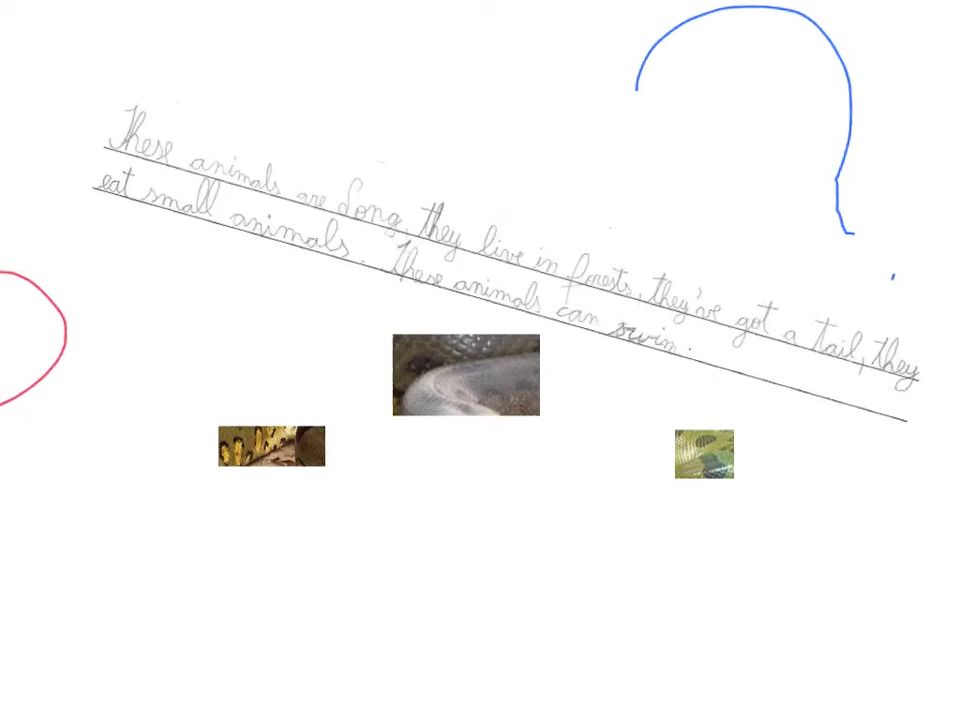 These animals are long, they live in forests, they've got a tail, they
eat small animals. These animals can swim.